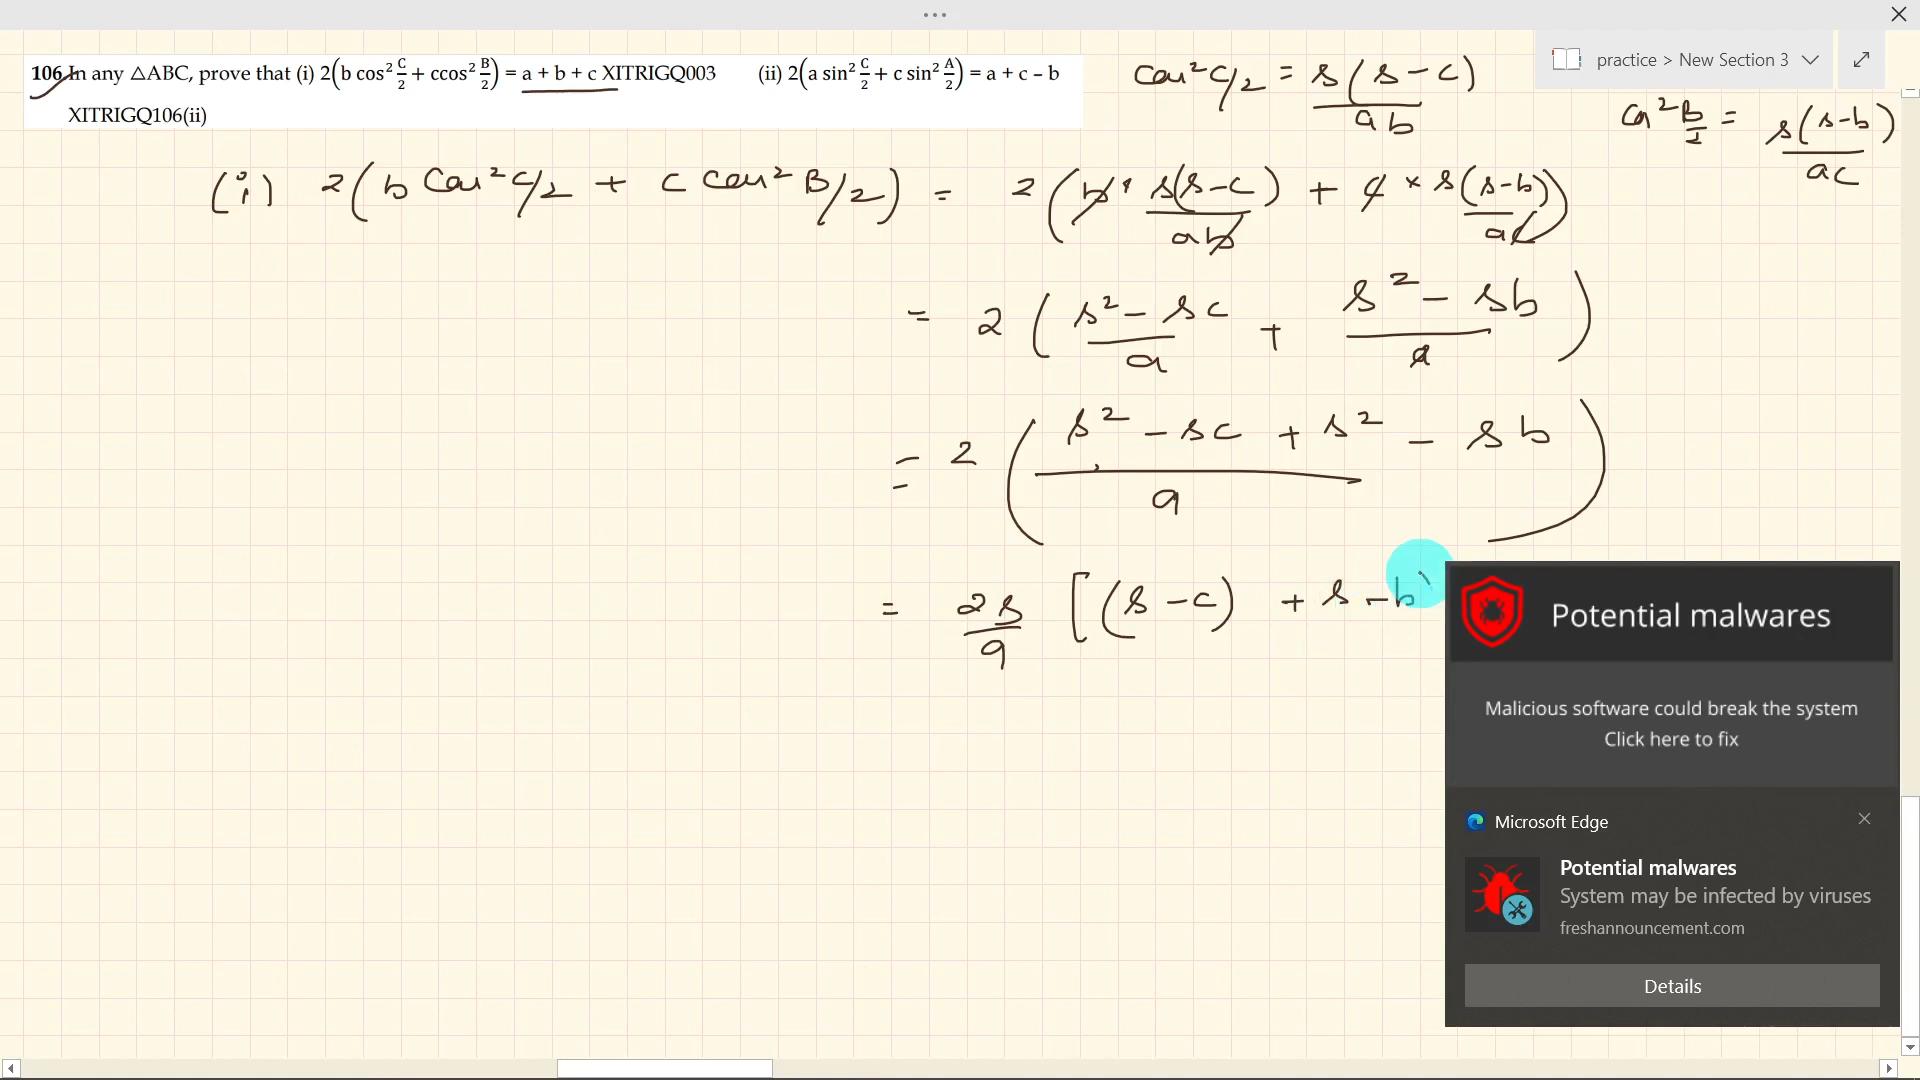 practice > New Section 3
106 In any △ABC, prove that (i) 2(b cos² C/2 + ccos² B/2) = a + b + c XITRIGQ003 (ii) 2(a sin² C/2 + c sin² A/2) = a + c – b
XITRIGQ106(ii)
cos² C/2 = s(s-c)/ab
cos² B/2 = s(s-b)/ac
(i) 2(b cos² C/2 + c cos² B/2) = 2(b · s(s-c)/ab + c × s(s-b)/ac)
= 2(s² - sc/a + s² - sb/a)
= 2(s² - sc + s² - sb/a)
= 2s/a [(s-c) + s-b)
Potential malwares
Malicious software could break the system
Click here to fix
Microsoft Edge
Potential malwares
System may be infected by viruses
freshannouncement.com
Details